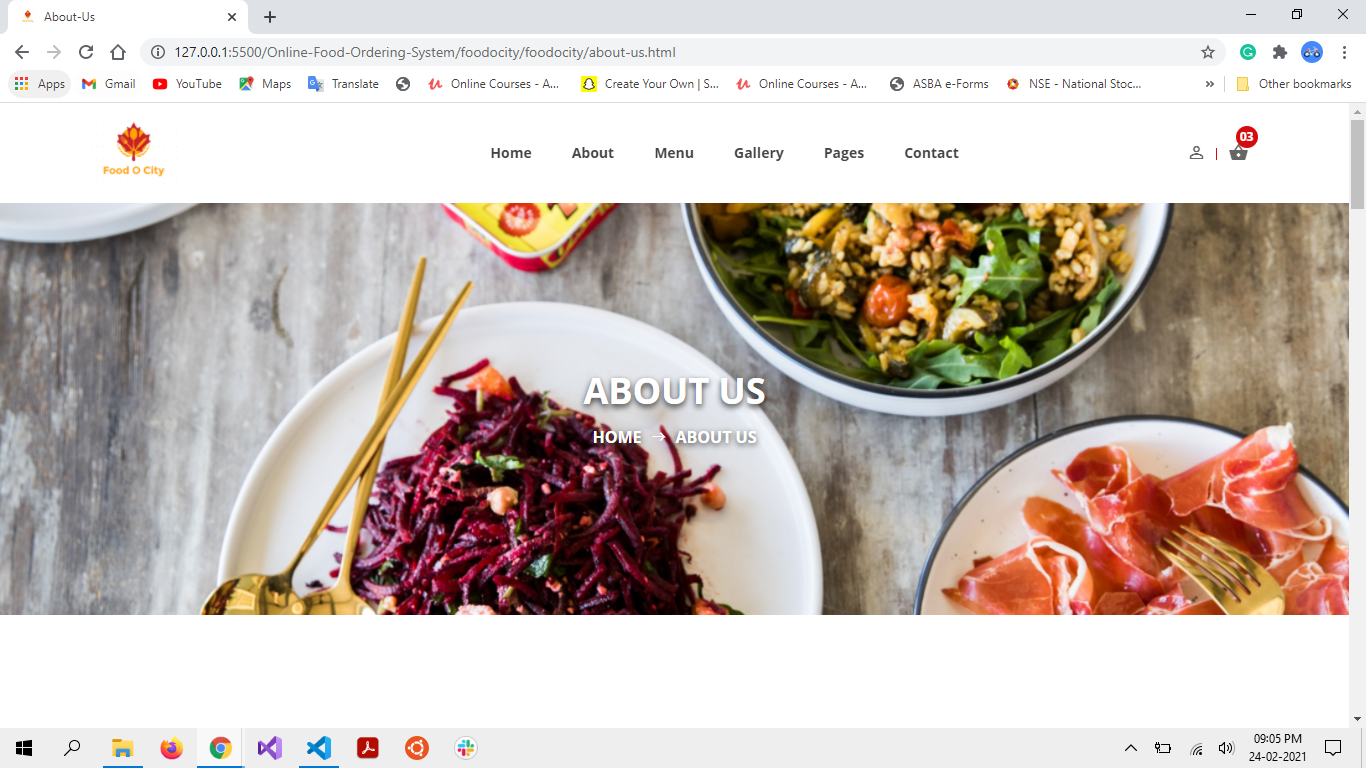 About-Us
127.0.0.1:5500/Online-Food-Ordering-System/foodocity/foodocity/about-us.html
Apps Gmail YouTube Maps Translate Online Courses - A... Create Your Own | S... Online Courses - A... ASBA e-Forms NSE - National Stoc... » Other bookmarks
Food O City
Home About Menu Gallery Pages Contact
03
ABOUT US
HOME → ABOUT US
09:05 PM
24-02-2021